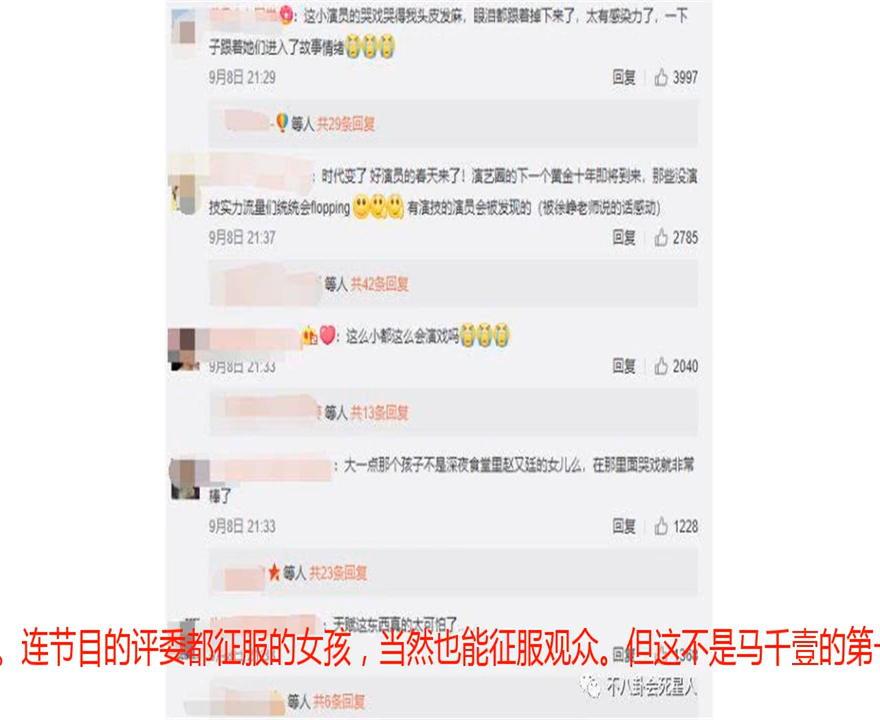 ：这小演员的哭戏哭得我头皮发麻，眼泪都跟着掉下来了，太有感染力了，一下
子跟着她们进入了故事情绪
9月8日 21:29 回复 3997
等人 共29条回复
：时代变了 好演员的春天来了！演艺圈的下一个黄金十年即将到来，那些没演
技实力流量们统统会flopping 有演技的演员会被发现的（被徐峥老师说的话感动）
9月8日 21:37 回复 2785
等人 共42条回复
：这么小都这么会演戏吗
9月8日 21:33 回复 2040
等人 共13条回复
：大一点那个孩子不是深夜食堂里赵又廷的女儿么，在那里面哭戏就非常
棒了
9月8日 21:33 回复 1228
等人 共23条回复
：天赋这东西真的太可怕了
。连节目的评委都征服的女孩，当然也能征服观众。但这不是马千壹的第
不八卦会死星人
等人 共6条回复